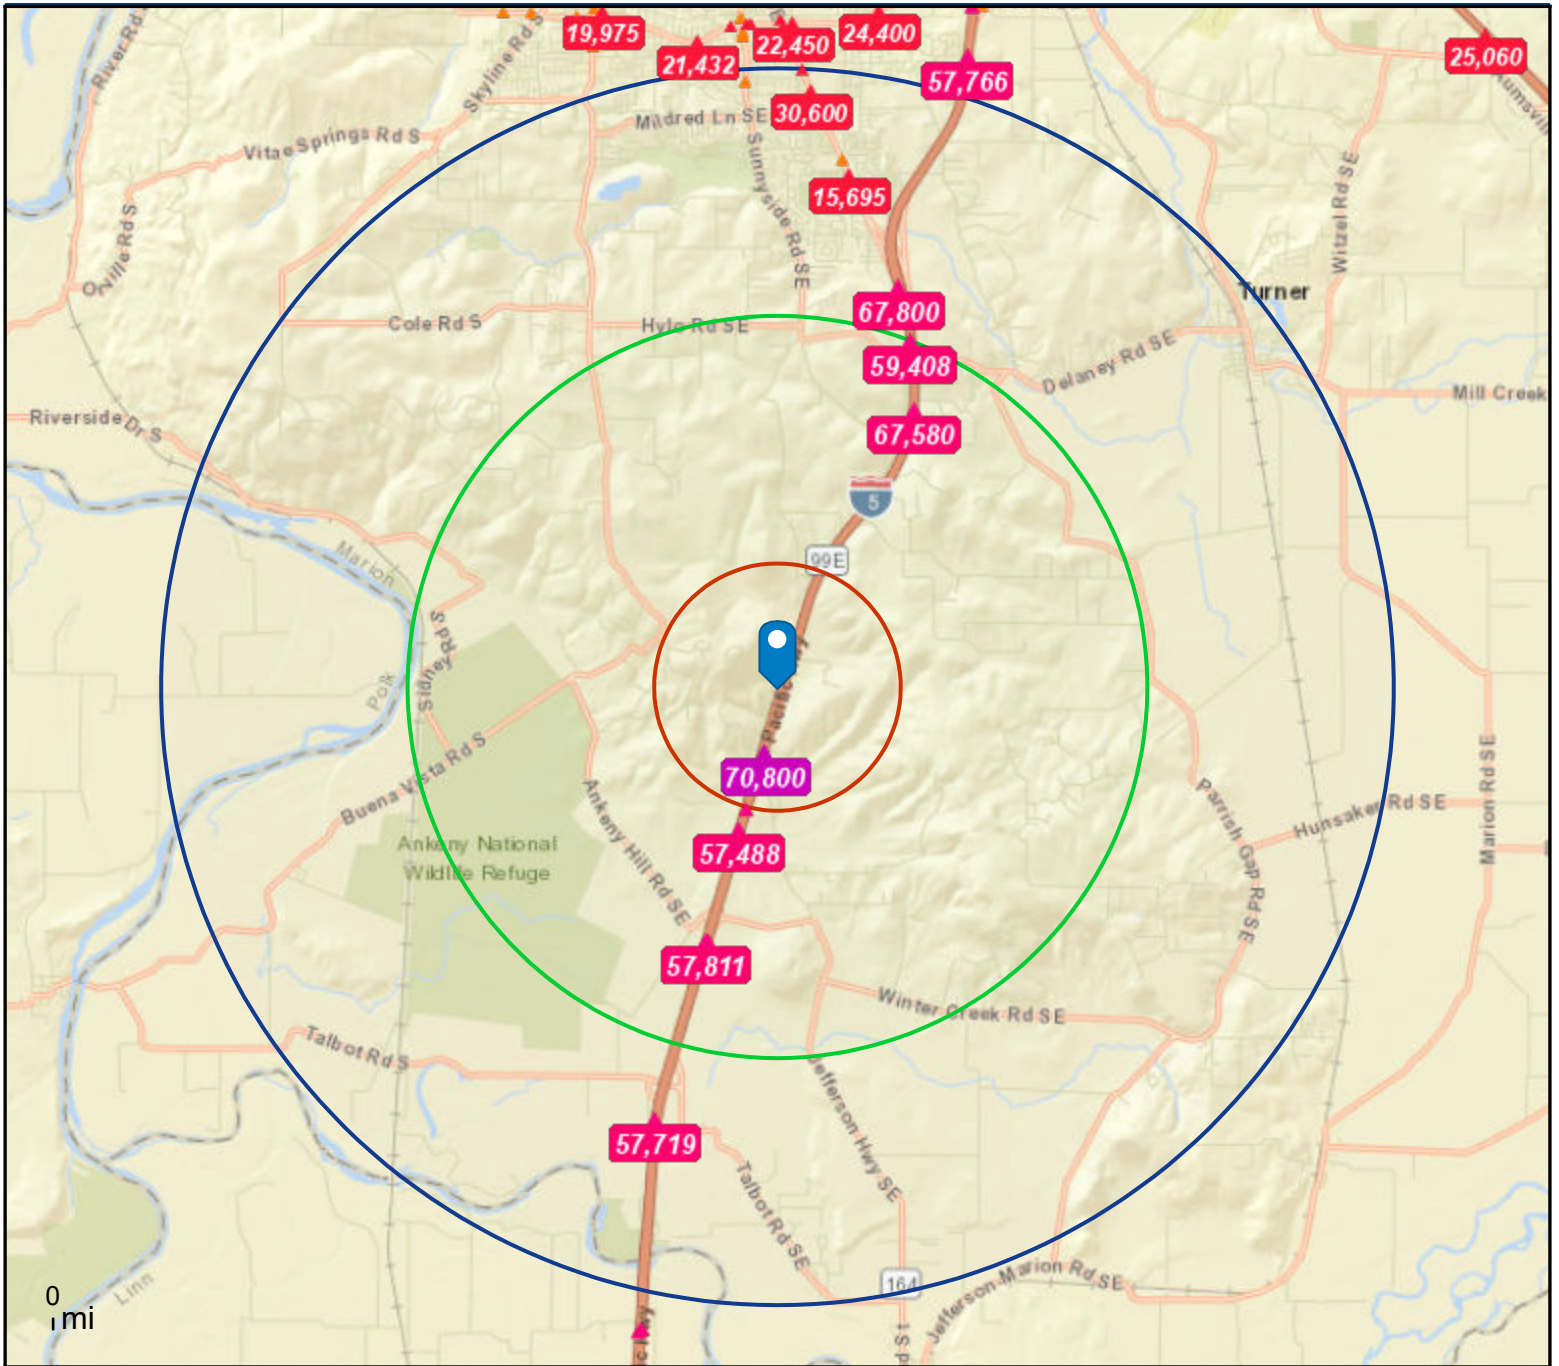 River Rd
Skyline Rd S
19,975
21,432
22,450
24,400
57,766
25,060
30,600
Mildred Ln SE
Vitae Springs Rd S
Sunnyside Rd SE
15,695
Witzel Rd SE
Orville Rd S
Turner
67,800
Cole Rd S
Hylo Rd SE
59,408
Delaney Rd SE
Mill Creek
Riverside Dr S
67,580
5
99E
Marion
Sidney Rd S
Polk
Pacific Hwy
Buena Vista Rd S
70,800
Ankeny Hill Rd SE
57,488
Ankeny National
Wildlife Refuge
Parrish Gap Rd SE
Hunsaker Rd SE
Marion Rd SE
57,811
Winter Creek Rd SE
Talbot Rd S
Jefferson Hwy SE
57,719
Talbot Rd SE
164
Jefferson Marion Rd SE
Linn
0
mi
c Hwy
d St